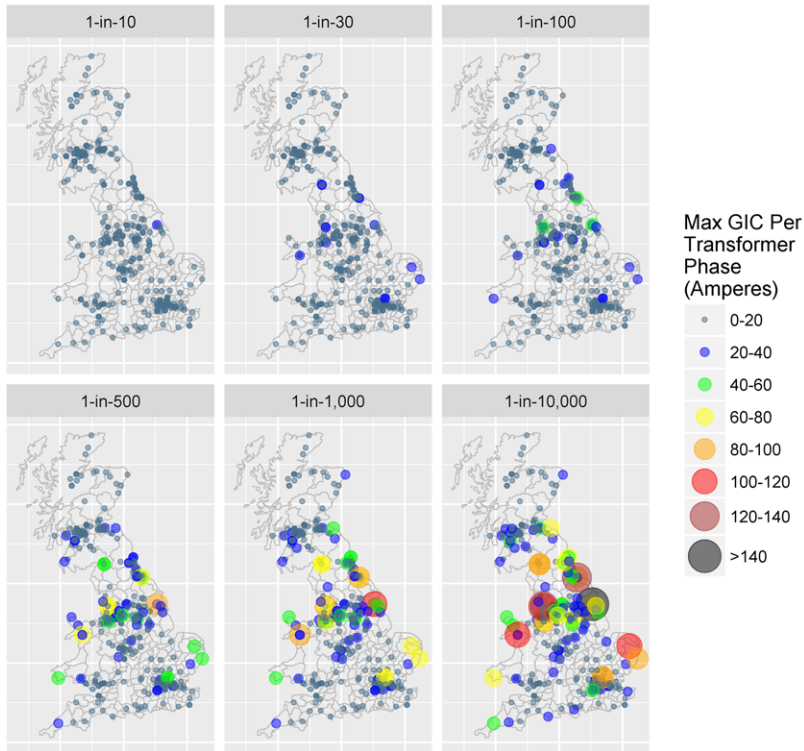 1-in-10
1-in-30
1-in-100
1-in-500
1-in-1,000
1-in-10,000
Max GIC Per
Transformer
Phase
(Amperes)
0-20
20-40
40-60
60-80
80-100
100-120
120-140
>140